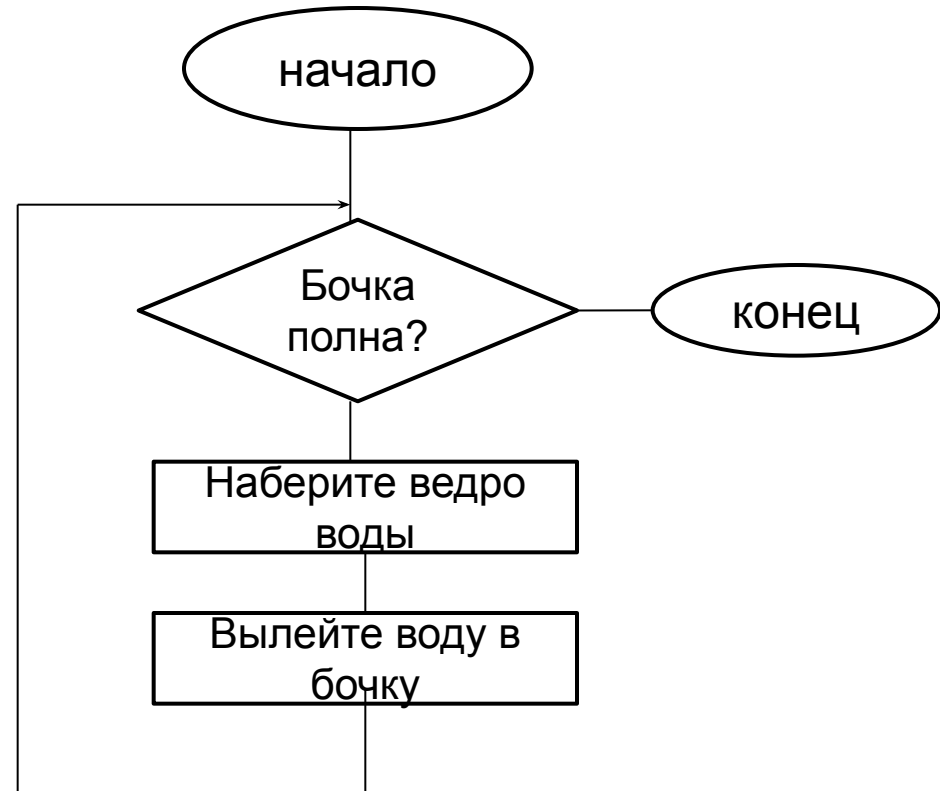 начало
Бочка
полна?
конец
Наберите ведро
воды
Вылейте воду в
бочку